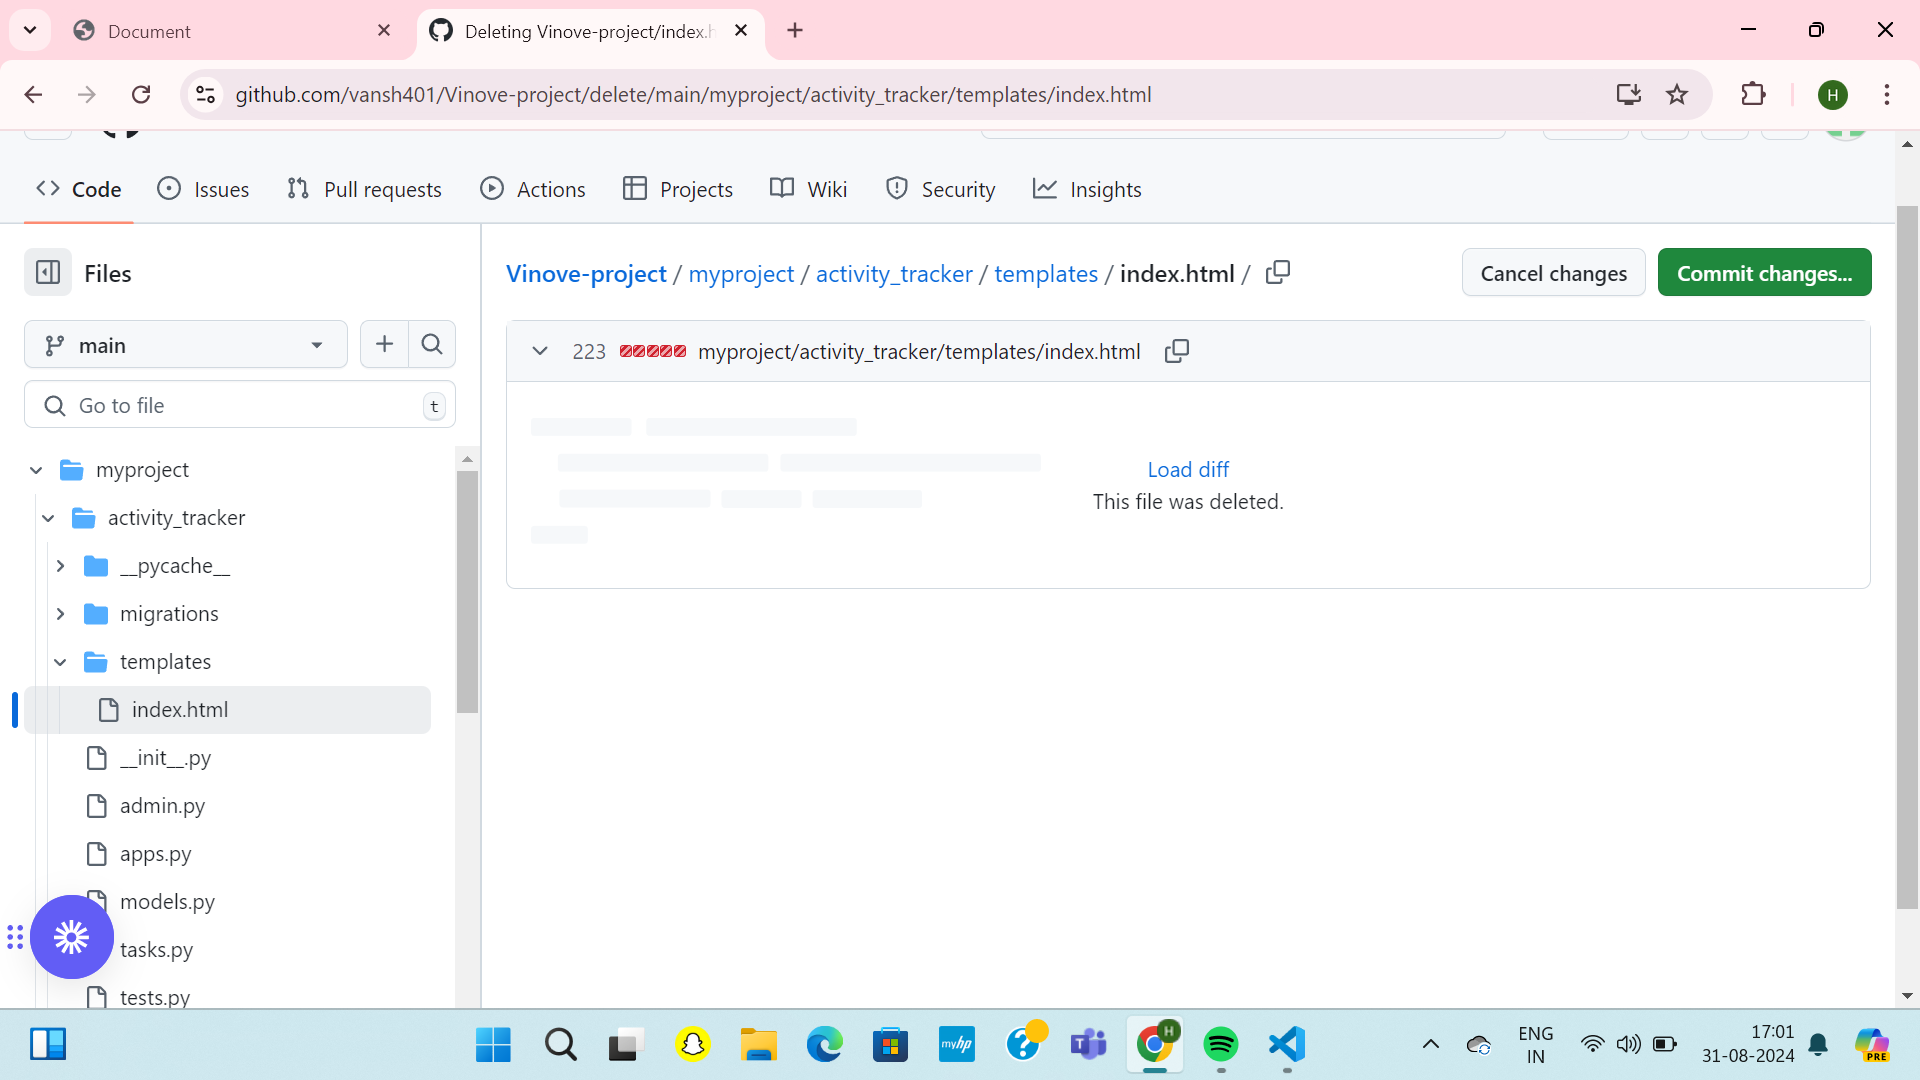 Document
Deleting Vinove-project/index.h
github.com/vansh401/Vinove-project/delete/main/myproject/activity_tracker/templates/index.html
H
Code
Issues
Pull requests
Actions
Projects
Wiki
Security
Insights
Files
Vinove-project / myproject / activity_tracker / templates / index.html /
Cancel changes
Commit changes...
main
223 myproject/activity_tracker/templates/index.html
Go to file
t
Load diff
This file was deleted.
myproject
activity_tracker
__pycache__
migrations
templates
index.html
__init__.py
admin.py
apps.py
models.py
tasks.py
tests.py
myhp
?
T
H
ENG
IN
17:01
31-08-2024
PRE